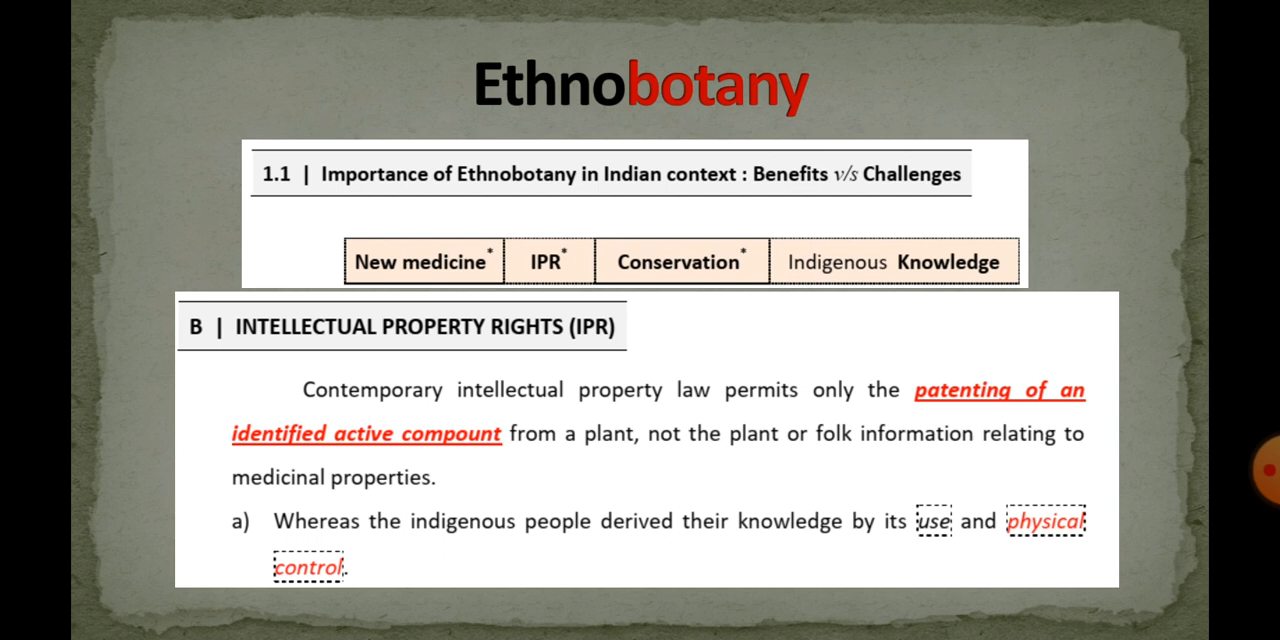 Ethnobotany
1.1 | Importance of Ethnobotany in Indian context : Benefits v/s Challenges
New medicine* IPR* Conservation* Indigenous Knowledge
B | INTELLECTUAL PROPERTY RIGHTS (IPR)
Contemporary intellectual property law permits only the patenting of an
identified active compount from a plant, not the plant or folk information relating to
medicinal properties.
a) Whereas the indigenous people derived their knowledge by its use and physical
control.